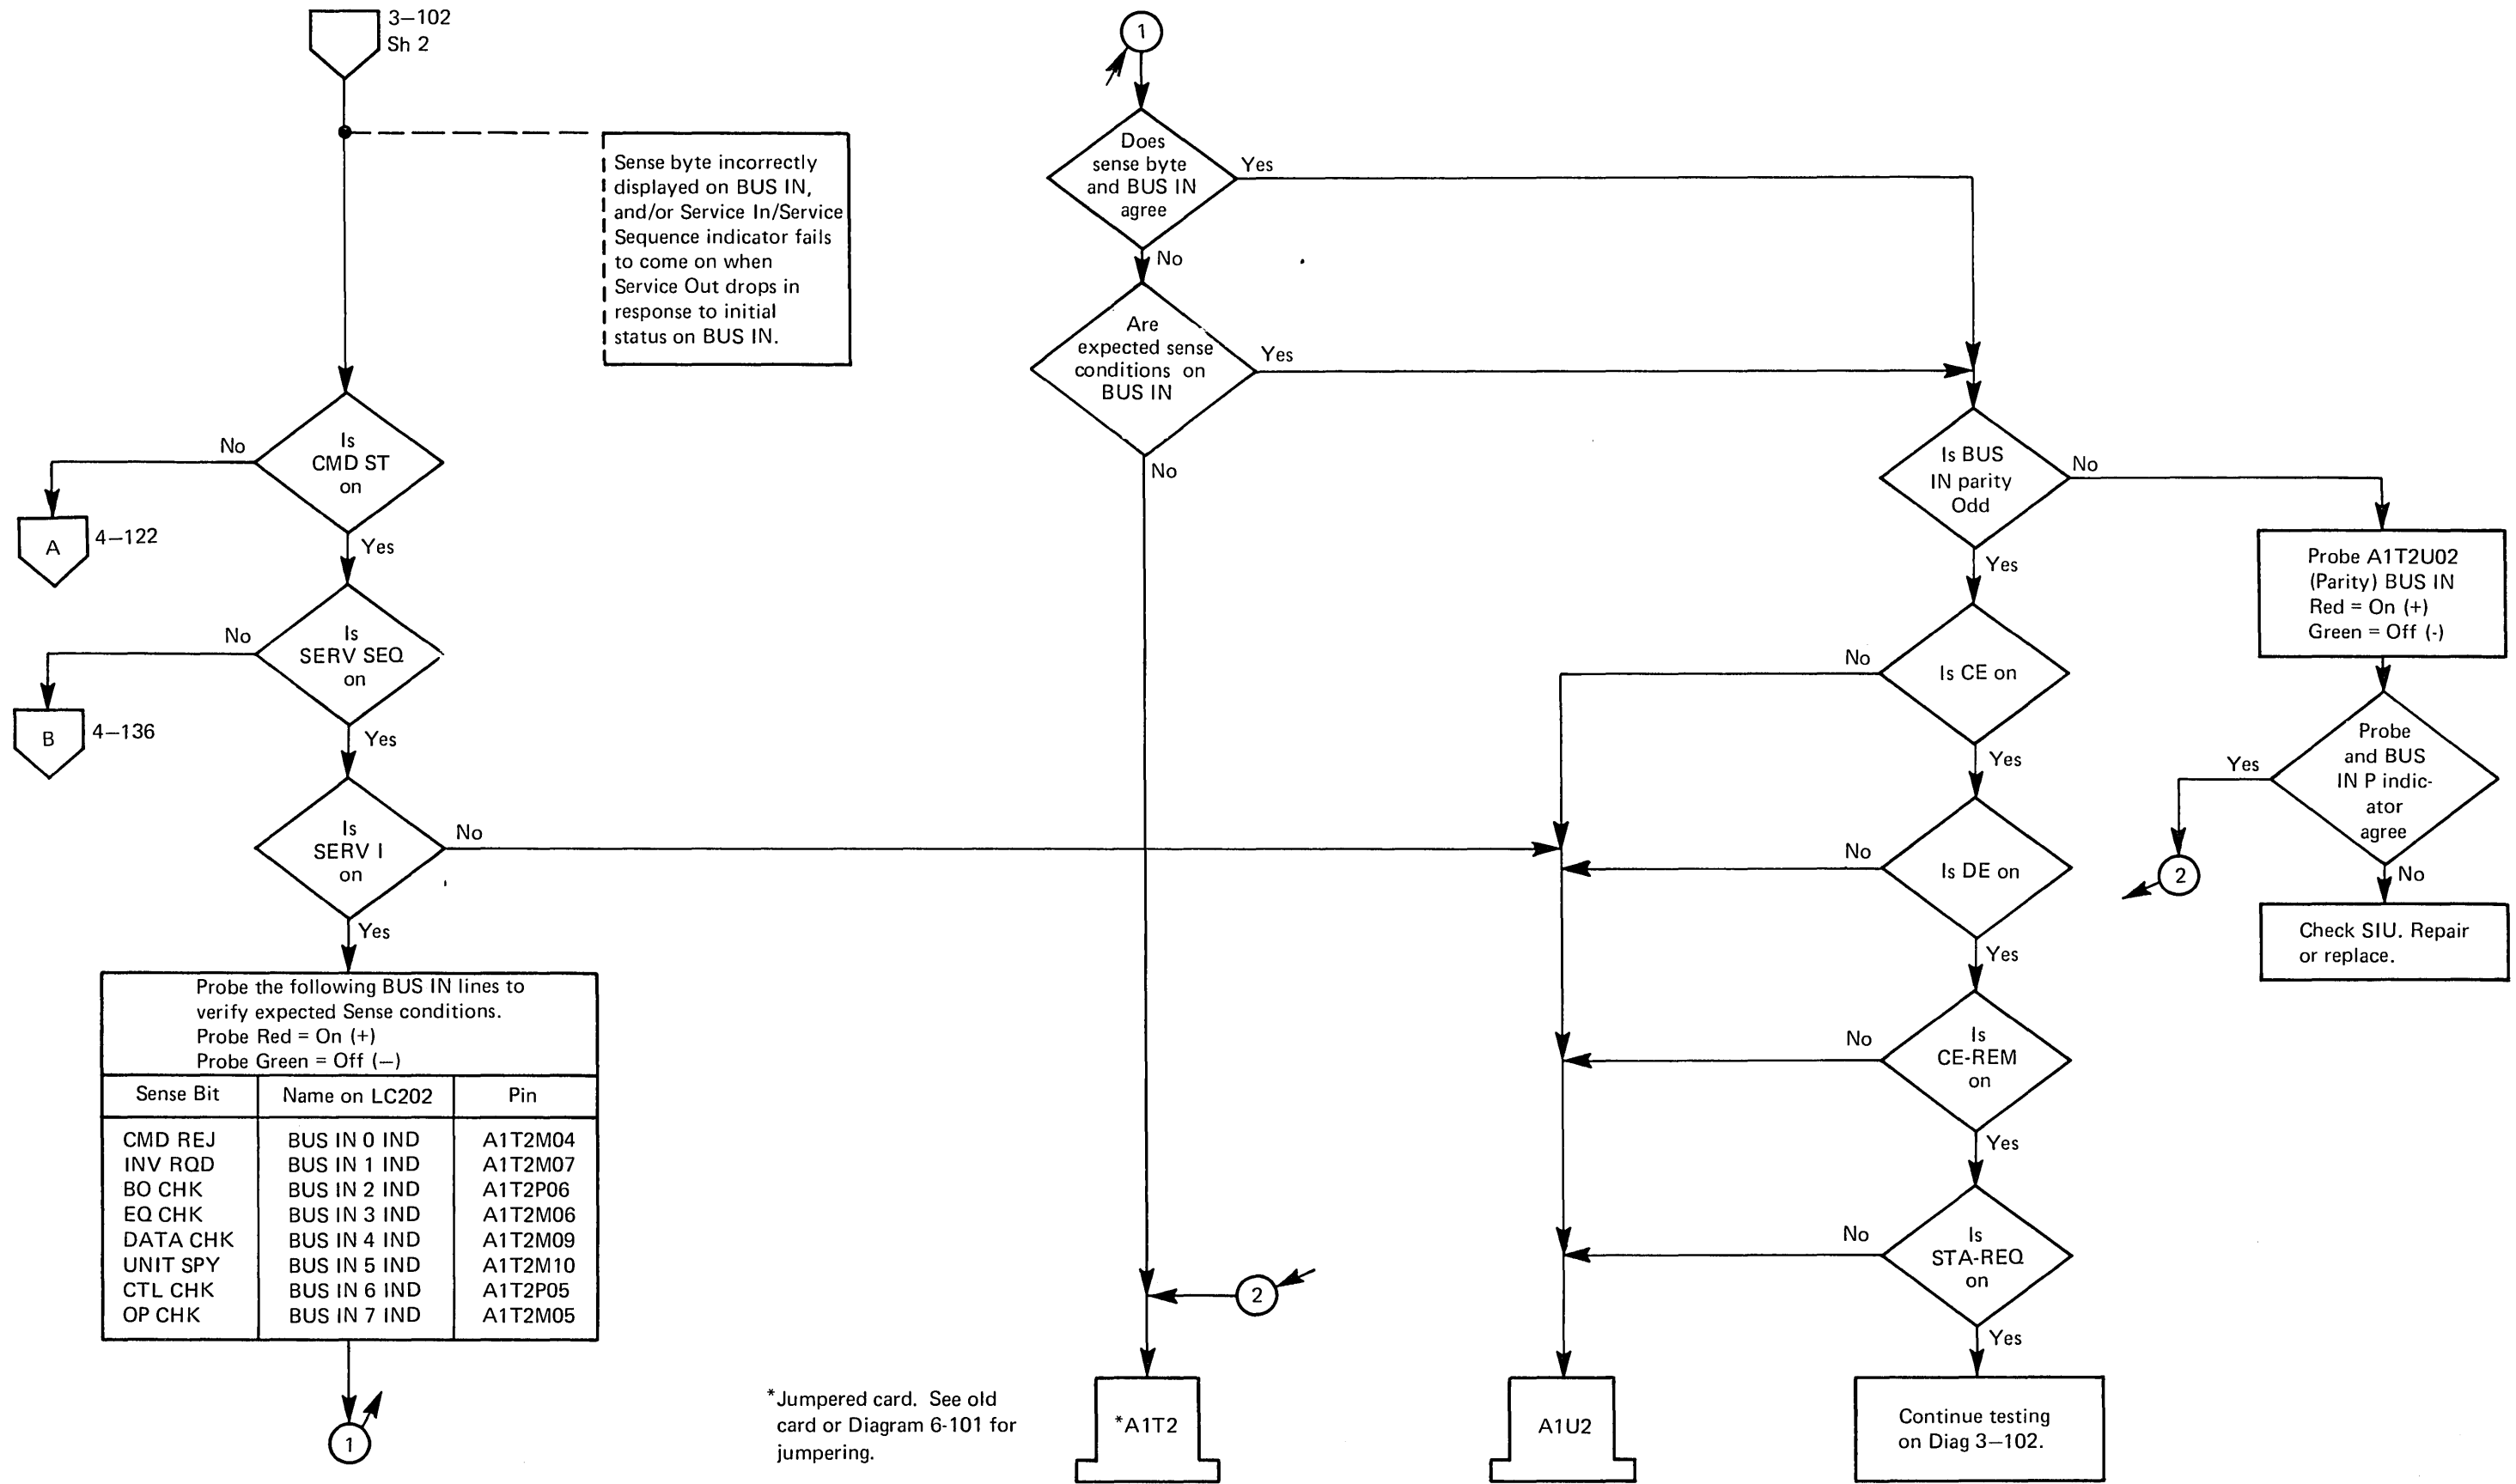 3—102
Sh 2
Sense byte incorrectly
displayed on BUS IN,
and/or Service In/Service
Sequence indicator fails
to come on when
Service Out drops in
response to initial
status on BUS IN.
Is
CMD ST
on
No
A
4—122
Yes
Is
SERV SEQ
on
No
B
4—136
Yes
Is
SERV I
on
No
Yes
Probe the following BUS IN lines to
verify expected Sense conditions.
Probe Red = On (+)
Probe Green = Off (—)
Sense Bit Name on LC202 Pin
CMD REJ BUS IN 0 IND A1T2M04
INV RQD BUS IN 1 IND A1T2M07
BO CHK BUS IN 2 IND A1T2P06
EQ CHK BUS IN 3 IND A1T2M06
DATA CHK BUS IN 4 IND A1T2M09
UNIT SPY BUS IN 5 IND A1T2M10
CTL CHK BUS IN 6 IND A1T2P05
OP CHK BUS IN 7 IND A1T2M05
1
1
Does
sense byte
and BUS IN
agree
Yes
No
Are
expected sense
conditions on
BUS IN
Yes
No
2
*Jumpered card. See old
card or Diagram 6-101 for
jumpering.
*A1T2
A1U2
Is BUS
IN parity
Odd
No
Yes
Is CE on
No
Yes
Is DE on
No
Yes
Is
CE-REM
on
No
Yes
Is
STA-REQ
on
No
Yes
Continue testing
on Diag 3—102.
Probe A1T2U02
(Parity) BUS IN
Red = On (+)
Green = Off (-)
Probe
and BUS
IN P indic-
ator
agree
Yes
2
No
Check SIU. Repair
or replace.